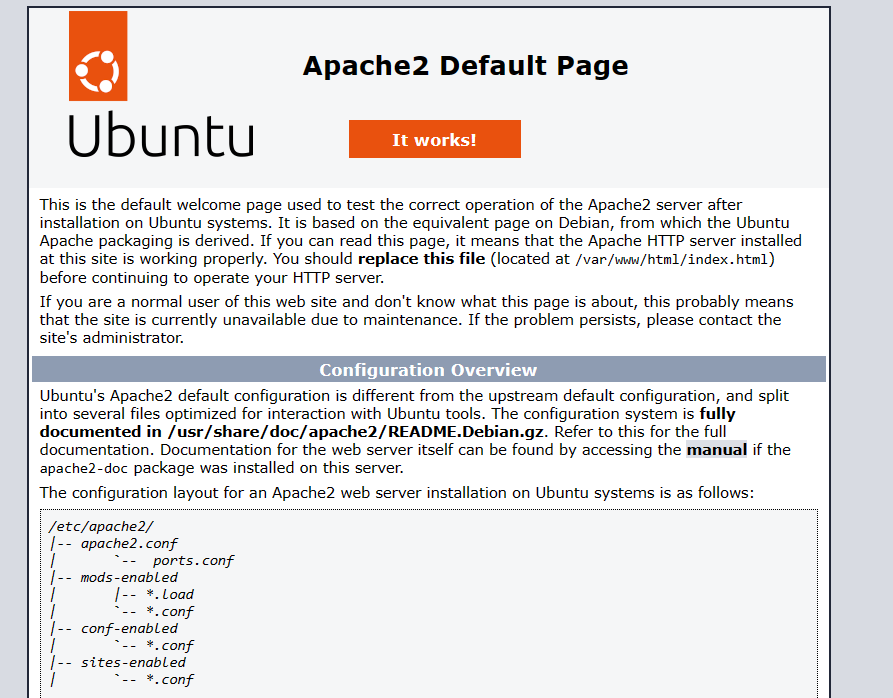 Ubuntu
Apache2 Default Page
It works!
This is the default welcome page used to test the correct operation of the Apache2 server after
installation on Ubuntu systems. It is based on the equivalent page on Debian, from which the Ubuntu
Apache packaging is derived. If you can read this page, it means that the Apache HTTP server installed
at this site is working properly. You should replace this file (located at /var/www/html/index.html)
before continuing to operate your HTTP server.
If you are a normal user of this web site and don't know what this page is about, this probably means
that the site is currently unavailable due to maintenance. If the problem persists, please contact the
site's administrator.
Configuration Overview
Ubuntu's Apache2 default configuration is different from the upstream default configuration, and split
into several files optimized for interaction with Ubuntu tools. The configuration system is fully
documented in /usr/share/doc/apache2/README.Debian.gz. Refer to this for the full
documentation. Documentation for the web server itself can be found by accessing the manual if the
apache2-doc package was installed on this server.
The configuration layout for an Apache2 web server installation on Ubuntu systems is as follows:
/etc/apache2/
|-- apache2.conf
|       `--  ports.conf
|-- mods-enabled
|       |-- *.load
|       `-- *.conf
|-- conf-enabled
|       `-- *.conf
|-- sites-enabled
|       `-- *.conf